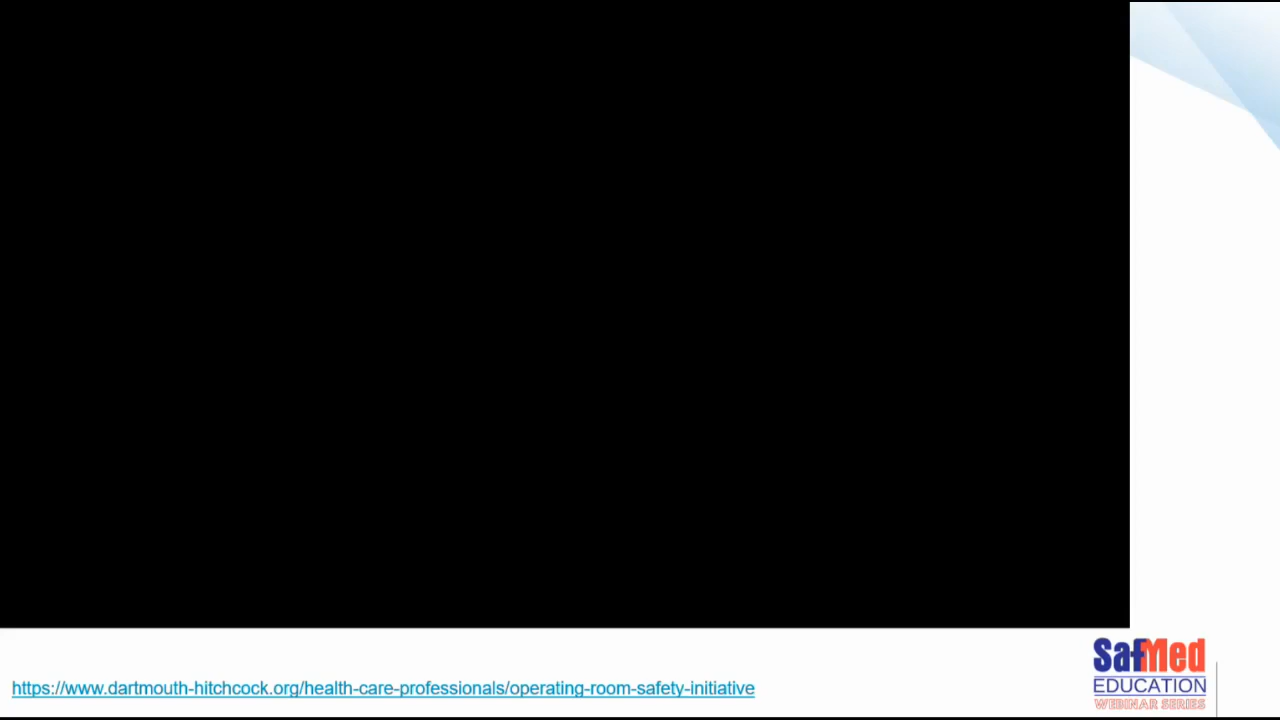 https://www.dartmouth-hitchcock.org/health-care-professionals/operating-room-safety-initiative
SafMed
EDUCATION
WEBINAR SERIES